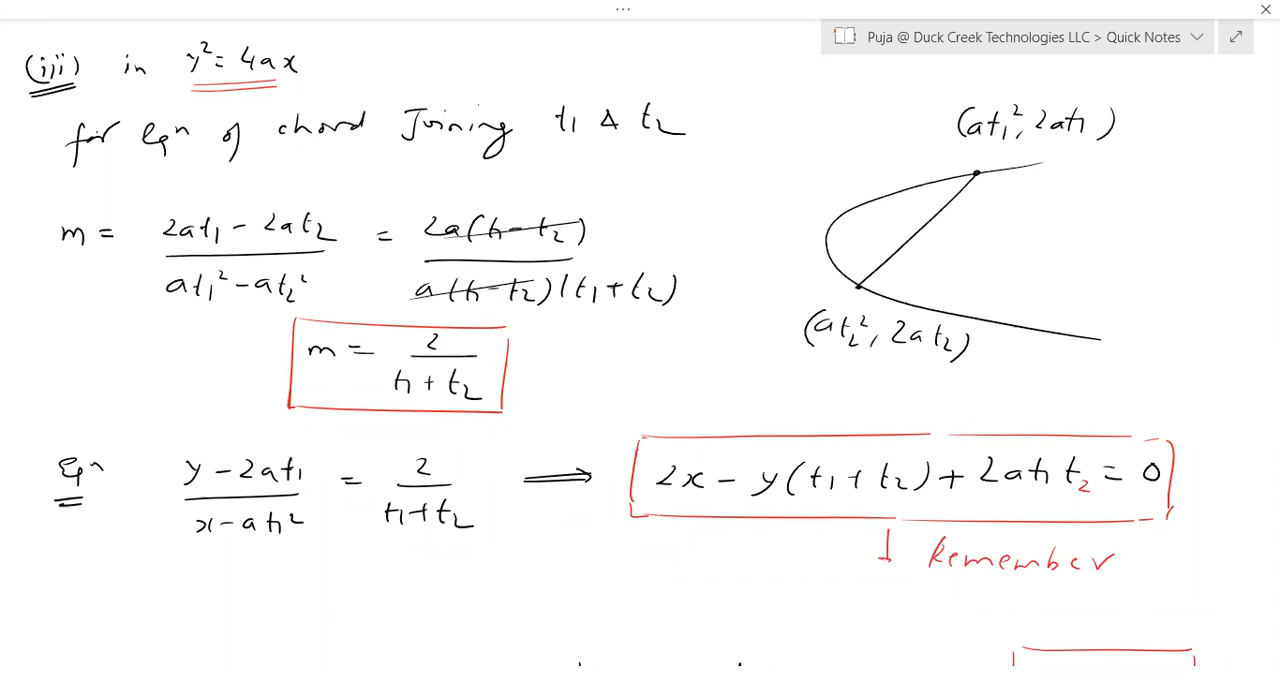 Puja @ Duck Creek Technologies LLC > Quick Notes
(iii) in y² = 4ax
for Eqn of chord Joining t₁ & t₂
(at₁², 2at₁)
m = (2at₁ - 2at₂)/(at₁² - at₂²) = 2a(t₁ - t₂)/a(t₁ - t₂)(t₁ + t₂)
(at₂², 2at₂)
m = 2/(t₁ + t₂)
Eqn (y - 2at₁)/(x - at₁²) = 2/(t₁ + t₂) ⟹ 2x - y(t₁ + t₂) + 2at₁t₂ = 0
↓ Remember